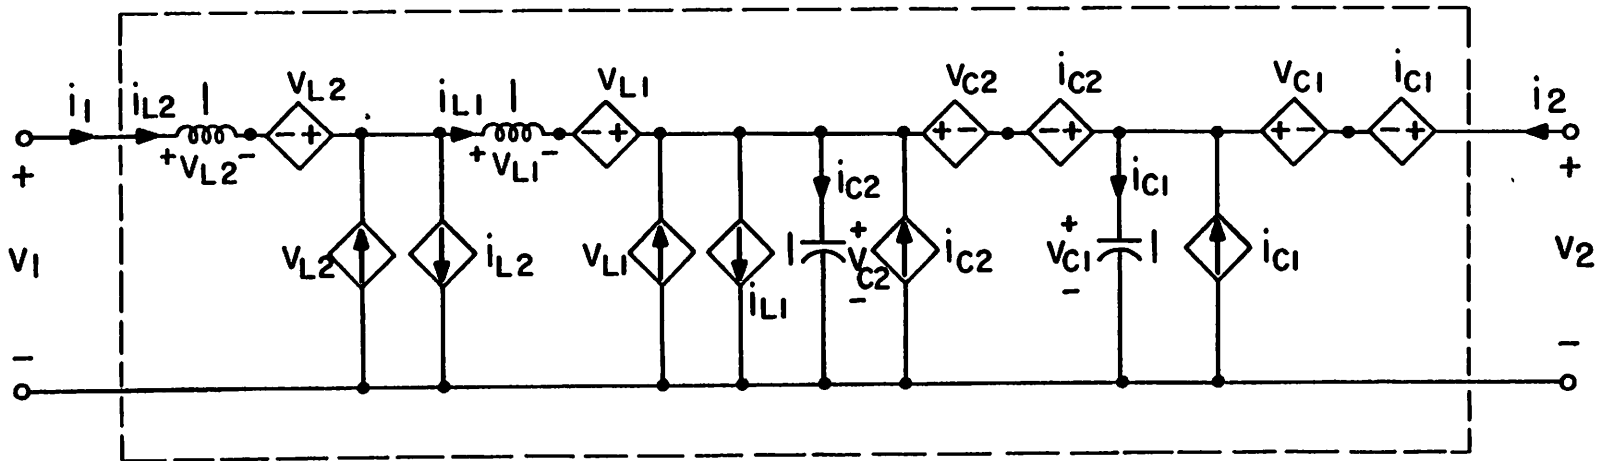 i1 iL2 1 vL2 iL1 1 vL1 vC2 iC2 vC1 iC1 i2
+ + vL2 - + vL1 - iC2 iC1 +
v1 vL2 iL2 vL1 iL1 1 + vC2 - iC2 + vC1 - 1 iC1 v2
- -
- + - + + - - + + - - +